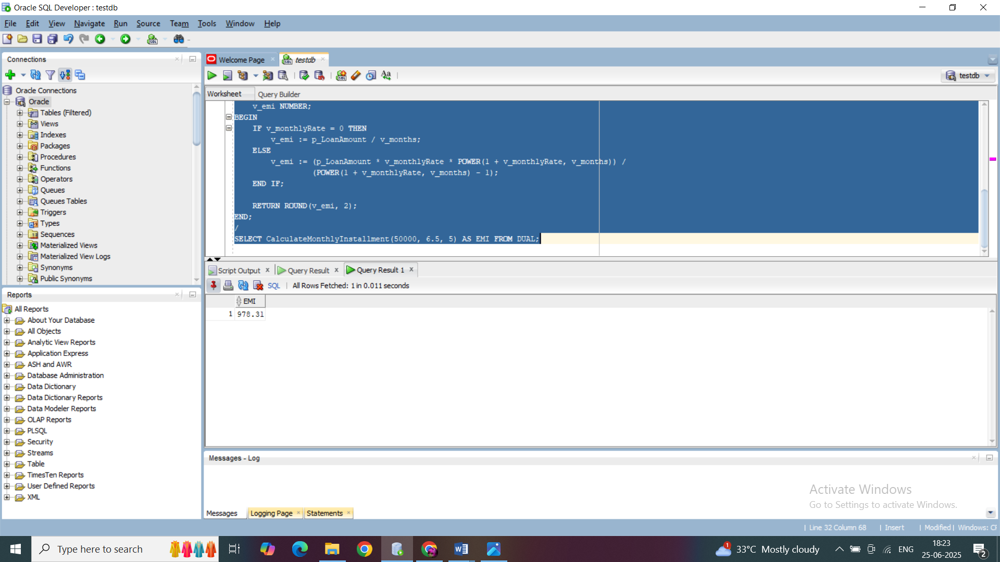 Oracle SQL Developer : testdb
File Edit View Navigate Run Source Team Tools Window Help
Connections
Oracle Connections
Oracle
Tables (Filtered)
Views
Indexes
Packages
Procedures
Functions
Operators
Queues
Queues Tables
Triggers
Types
Sequences
Materialized Views
Materialized View Logs
Synonyms
Public Synonyms
Reports
All Reports
About Your Database
All Objects
Analytic View Reports
Application Express
ASH and AWR
Database Administration
Data Dictionary
Data Dictionary Reports
Data Modeler Reports
OLAP Reports
PLSQL
Security
Streams
Table
TimesTen Reports
User Defined Reports
XML
Welcome Page testdb
testdb
Worksheet Query Builder
v_emi NUMBER;
BEGIN
IF v_monthlyRate = 0 THEN
v_emi := p_LoanAmount / v_months;
ELSE
v_emi := (p_LoanAmount * v_monthlyRate * POWER(1 + v_monthlyRate, v_months)) /
(POWER(1 + v_monthlyRate, v_months) - 1);
END IF;
RETURN ROUND(v_emi, 2);
END;
/
SELECT CalculateMonthlyInstallment(50000, 6.5, 5) AS EMI FROM DUAL;
Script Output Query Result Query Result 1
SQL All Rows Fetched: 1 in 0.011 seconds
EMI
1 978.31
Messages - Log
Activate Windows
Go to Settings to activate Windows.
Messages Logging Page Statements
Line 32 Column 68 Insert Modified Windows:
Type here to search
33°C Mostly cloudy
ENG
18:23
25-06-2025
2
1